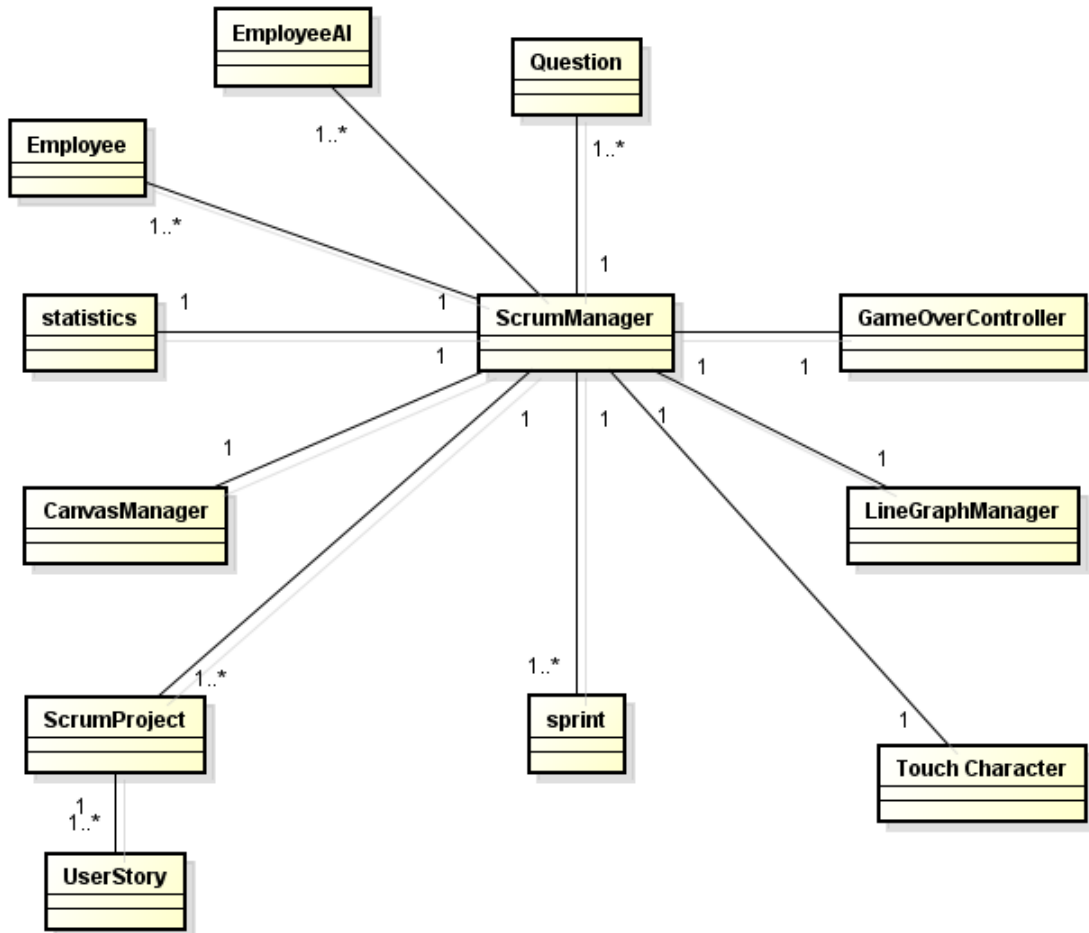 EmployeeAI
Question
Employee
1..*
1..*
1..*
1
1
1
statistics
ScrumManager
GameOverController
1
1
1
1
1
1
1
1
CanvasManager
LineGraphManager
1..*
1..*
ScrumProject
sprint
1
Touch Character
1
1..*
UserStory